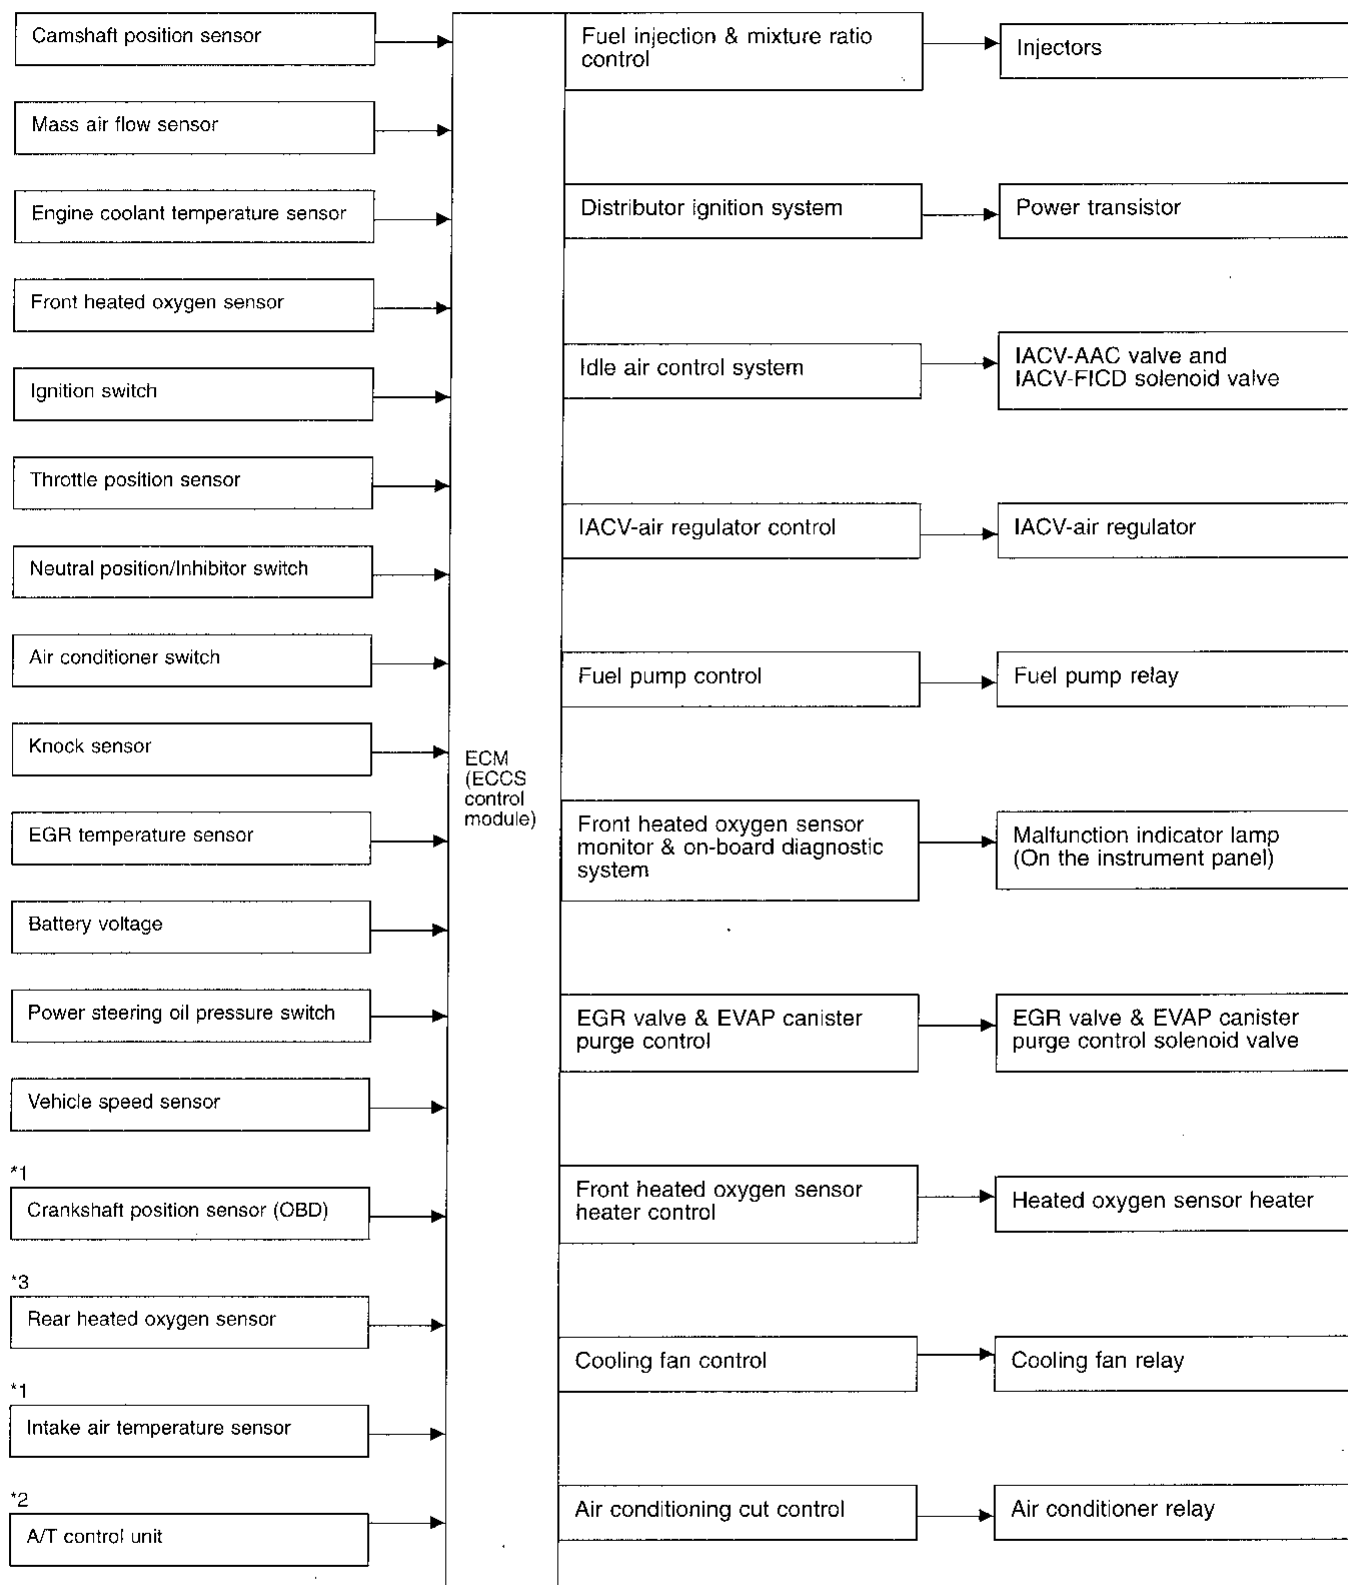 Camshaft position sensor
Mass air flow sensor
Engine coolant temperature sensor
Front heated oxygen sensor
Ignition switch
Throttle position sensor
Neutral position/Inhibitor switch
Air conditioner switch
Knock sensor
EGR temperature sensor
Battery voltage
Power steering oil pressure switch
Vehicle speed sensor
*1
Crankshaft position sensor (OBD)
*3
Rear heated oxygen sensor
*1
Intake air temperature sensor
*2
A/T control unit
ECM
(ECCS
control
module)
Fuel injection & mixture ratio
control
Injectors
Distributor ignition system
Power transistor
Idle air control system
IACV-AAC valve and
IACV-FICD solenoid valve
IACV-air regulator control
IACV-air regulator
Fuel pump control
Fuel pump relay
Front heated oxygen sensor
monitor & on-board diagnostic
system
Malfunction indicator lamp
(On the instrument panel)
EGR valve & EVAP canister
purge control
EGR valve & EVAP canister
purge control solenoid valve
Front heated oxygen sensor
heater control
Heated oxygen sensor heater
Cooling fan control
Cooling fan relay
Air conditioning cut control
Air conditioner relay